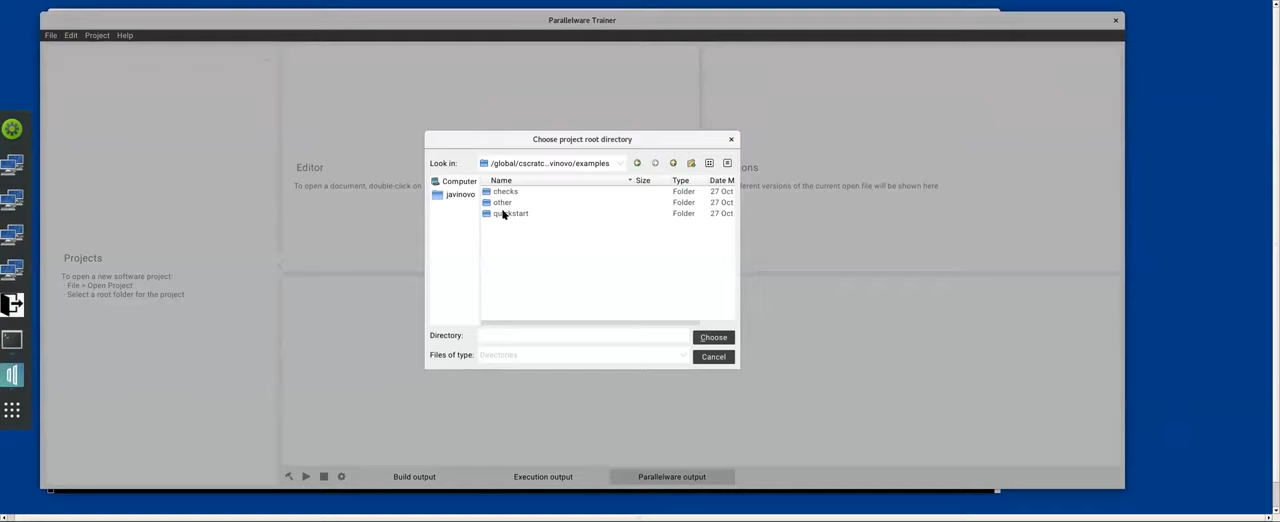 Parallelware Trainer
File Edit Project Help
Choose project root directory
Look in: /global/cscratc...vinovo/examples
Computer
javinovo
Name Size Type Date M
checks Folder 27 Oct
other Folder 27 Oct
quickstart Folder 27 Oct
Directory:
Choose
Files of type: Directories
Cancel
Editor
To open a document, double-click on
ons
fferent versions of the current open file will be shown here
Projects
To open a new software project:
· File > Open Project
· Select a root folder for the project
Build output Execution output Parallelware output